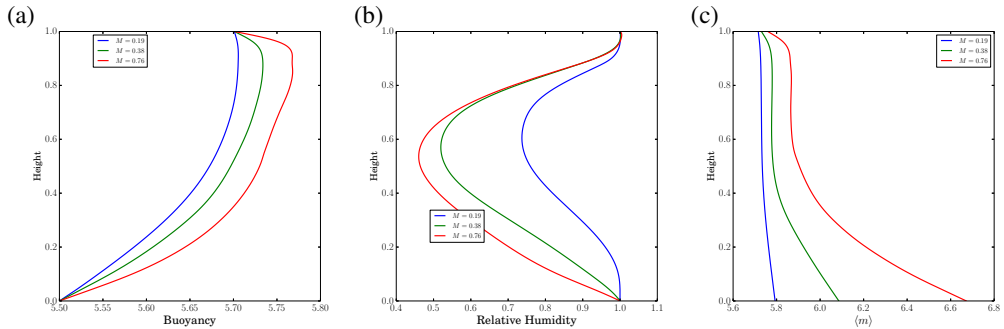 (a)
1.0
0.8
0.6
0.4
0.2
0.0
Height
M = 0.19
M = 0.38
M = 0.76
5.50
5.55
5.60
5.65
5.70
5.75
5.80
Buoyancy
(b)
1.0
0.8
0.6
0.4
0.2
0.0
Height
M = 0.19
M = 0.38
M = 0.76
0.4
0.5
0.6
0.7
0.8
0.9
1.0
1.1
Relative Humidity
(c)
1.0
0.8
0.6
0.4
0.2
0.0
Height
M = 0.19
M = 0.38
M = 0.76
5.6
5.8
6.0
6.2
6.4
6.6
6.8
⟨m⟩